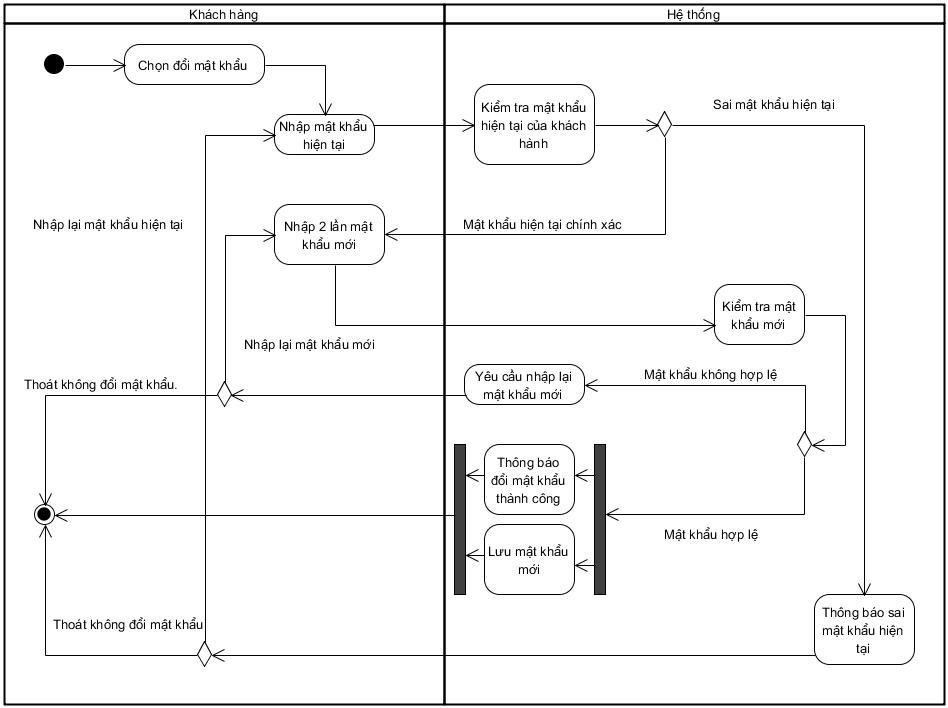 Khách hàng
Hệ thống
Chọn đổi mật khẩu
Nhập mật khẩu
hiện tại
Kiểm tra mật khẩu
hiện tại của khách
hành
Sai mật khẩu hiện tại
Nhập lại mật khẩu hiện tại
Nhập 2 lần mật
khẩu mới
Mật khẩu hiện tại chính xác
Kiểm tra mật
khẩu mới
Nhập lại mật khẩu mới
Thoát không đổi mật khẩu.
Yêu cầu nhập lại
mật khẩu mới
Mật khẩu không hợp lệ
Thông báo
đổi mật khẩu
thành công
Lưu mật khẩu
mới
Mật khẩu hợp lệ
Thông báo sai
mật khẩu hiện
tại
Thoát không đổi mật khẩu